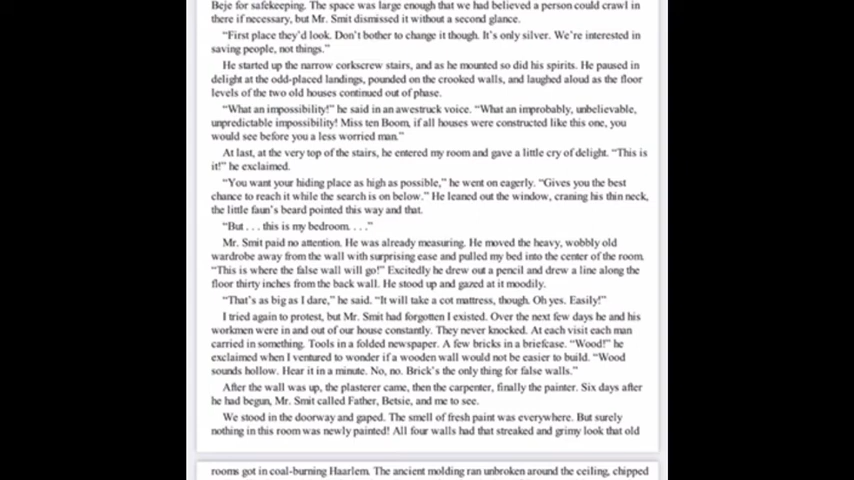 Beje for safekeeping. The space was large enough that we had believed a person could crawl in
there if necessary, but Mr. Smit dismissed it without a second glance.
“First place they’d look. Don’t bother to change it though. It’s only silver. We’re interested in
saving people, not things.”
He started up the narrow corkscrew stairs, and as he mounted so did his spirits. He paused in
delight at the odd-placed landings, pounded on the crooked walls, and laughed aloud as the floor
levels of the two old houses continued out of phase.
“What an impossibility!” he said in an awestruck voice. “What an improbably, unbelievable,
unpredictable impossibility! Miss ten Boom, if all houses were constructed like this one, you
would see before you a less worried man.”
At last, at the very top of the stairs, he entered my room and gave a little cry of delight. “This is
it!” he exclaimed.
“You want your hiding place as high as possible,” he went on eagerly. “Gives you the best
chance to reach it while the search is on below.” He leaned out the window, craning his thin neck,
the little faun’s beard pointed this way and that.
“But . . . this is my bedroom. . . .”
Mr. Smit paid no attention. He was already measuring. He moved the heavy, wobbly old
wardrobe away from the wall with surprising ease and pulled my bed into the center of the room.
“This is where the false wall will go!” Excitedly he drew out a pencil and drew a line along the
floor thirty inches from the back wall. He stood up and gazed at it moodily.
“That’s as big as I dare,” he said. “It will take a cot mattress, though. Oh yes. Easily!”
I tried again to protest, but Mr. Smit had forgotten I existed. Over the next few days he and his
workmen were in and out of our house constantly. They never knocked. At each visit each man
carried in something. Tools in a folded newspaper. A few bricks in a briefcase. “Wood!” he
exclaimed when I ventured to wonder if a wooden wall would not be easier to build. “Wood
sounds hollow. Hear it in a minute. No, no. Brick’s the only thing for false walls.”
After the wall was up, the plasterer came, then the carpenter, finally the painter. Six days after
he had begun, Mr. Smit called Father, Betsie, and me to see.
We stood in the doorway and gaped. The smell of fresh paint was everywhere. But surely
nothing in this room was newly painted! All four walls had that streaked and grimy look that old
rooms got in coal-burning Haarlem. The ancient molding ran unbroken around the ceiling, chipped